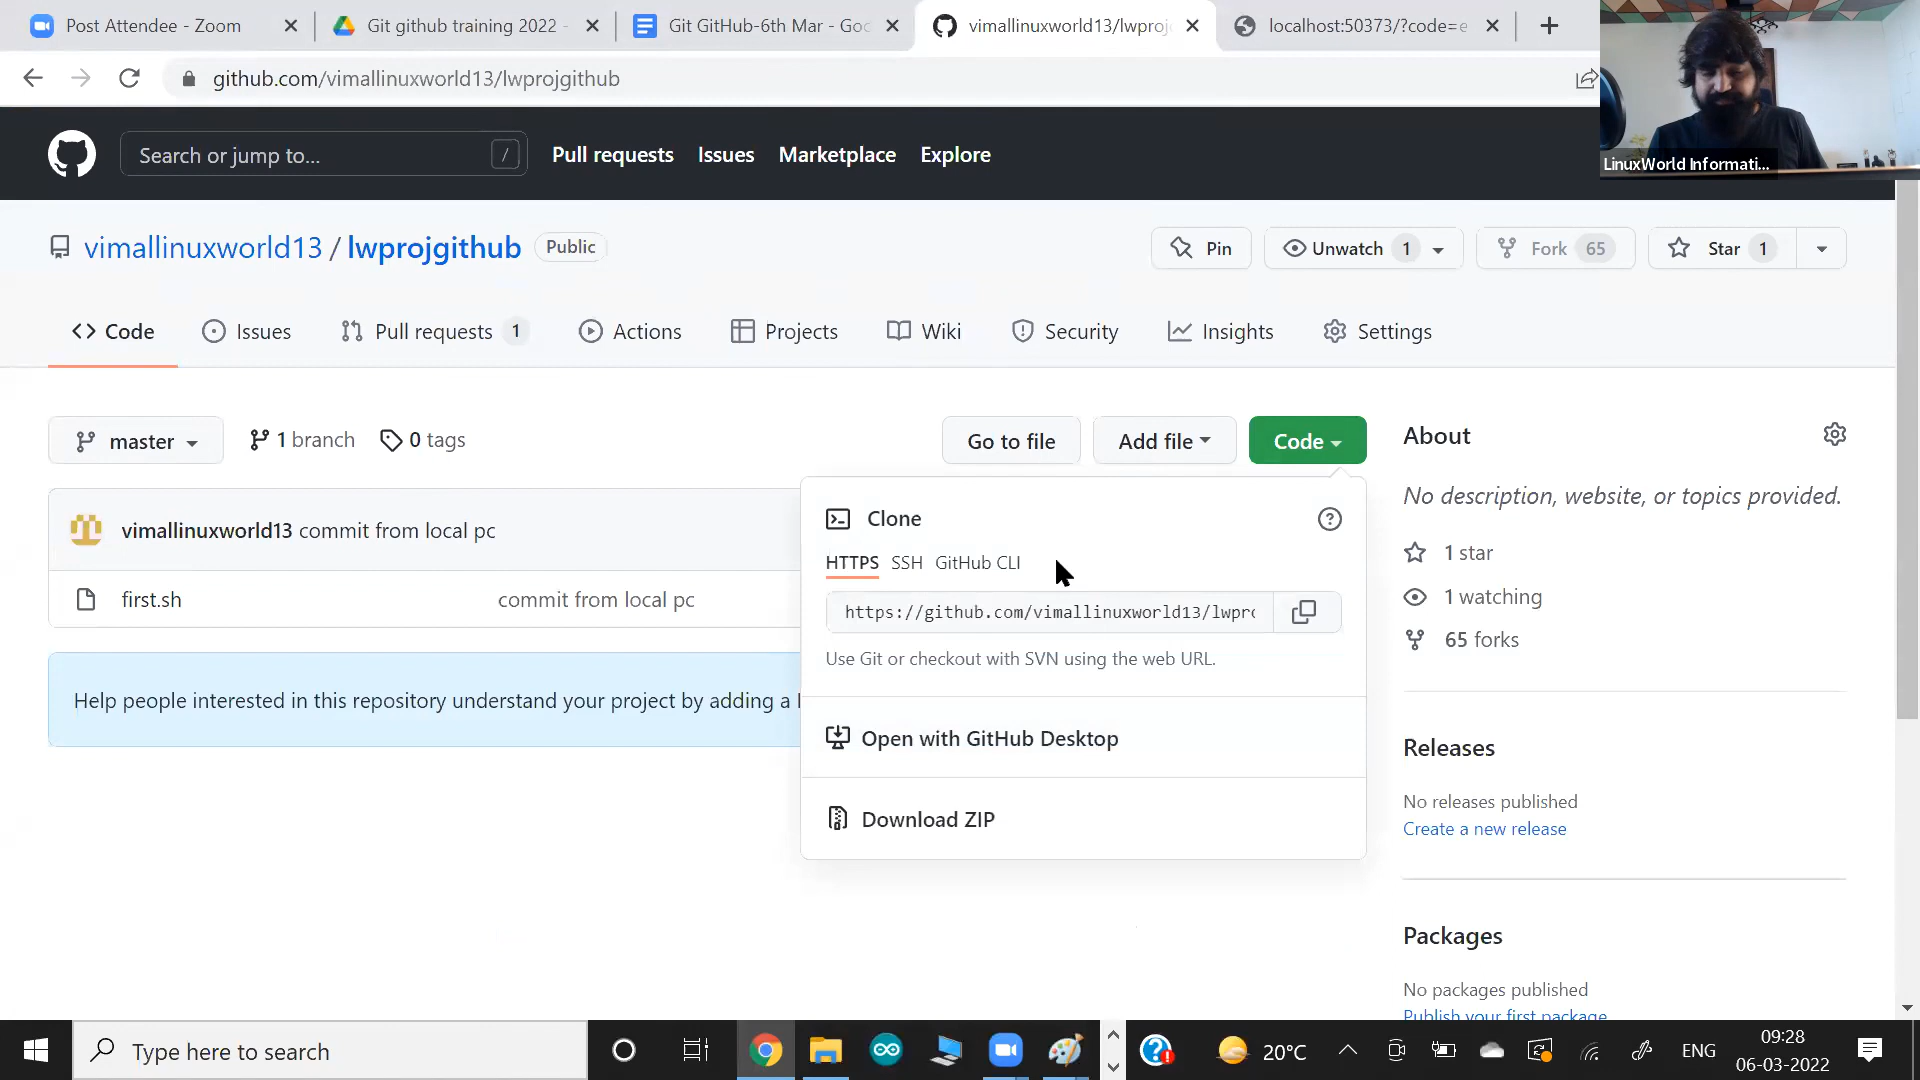 Post Attendee - Zoom
Git github training 2022 -
Git GitHub-6th Mar - Goo
vimallinuxworld13/lwproj
localhost:50373/?code=e
github.com/vimallinuxworld13/lwprojgithub
LinuxWorld Informati...
Search or jump to...
/
Pull requests
Issues
Marketplace
Explore
vimallinuxworld13 / lwprojgithub
Public
Pin
Unwatch 1
Fork 65
Star 1
Code
Issues
Pull requests 1
Actions
Projects
Wiki
Security
Insights
Settings
master
1 branch
0 tags
Go to file
Add file
Code
vimallinuxworld13 commit from local pc
first.sh
commit from local pc
Help people interested in this repository understand your project by adding a
Clone
HTTPS
SSH
GitHub CLI
https://github.com/vimallinuxworld13/lwpro
Use Git or checkout with SVN using the web URL.
Open with GitHub Desktop
Download ZIP
About
No description, website, or topics provided.
1 star
1 watching
65 forks
Releases
No releases published
Create a new release
Packages
No packages published
Publish your first package
Type here to search
20°C
ENG
09:28
06-03-2022